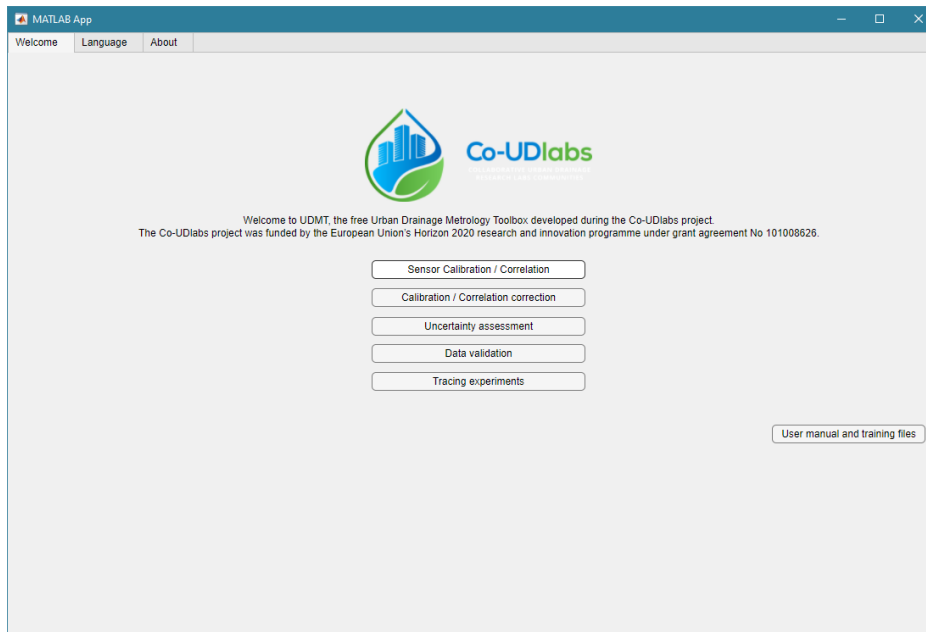 MATLAB App
Welcome Language About
Co-UDlabs
Welcome to UDMT, the free Urban Drainage Metrology Toolbox developed during the Co-UDlabs project.
The Co-UDlabs project was funded by the European Union's Horizon 2020 research and innovation programme under grant agreement No 101008626.
Sensor Calibration / Correlation
Calibration / Correlation correction
Uncertainty assessment
Data validation
Tracing experiments
User manual and training files